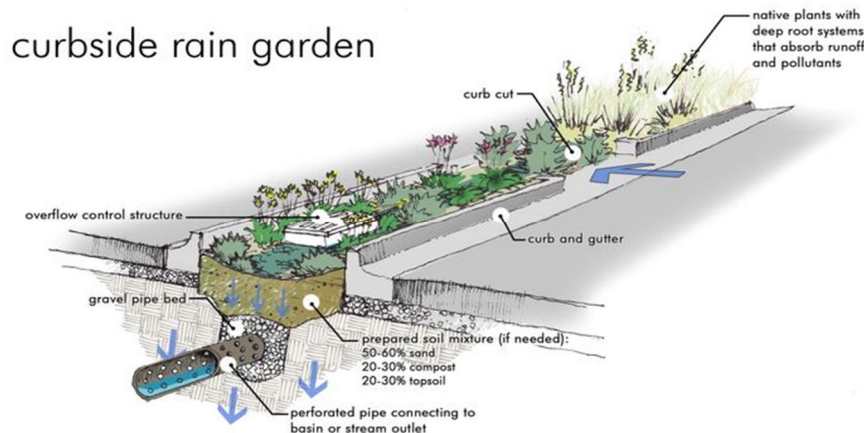 curbside rain garden
native plants with
deep root systems
that absorb runoff
and pollutants
curb cut
overflow control structure
curb and gutter
gravel pipe bed
prepared soil mixture (if needed):
50-60% sand
20-30% compost
20-30% topsoil
perforated pipe connecting to
basin or stream outlet